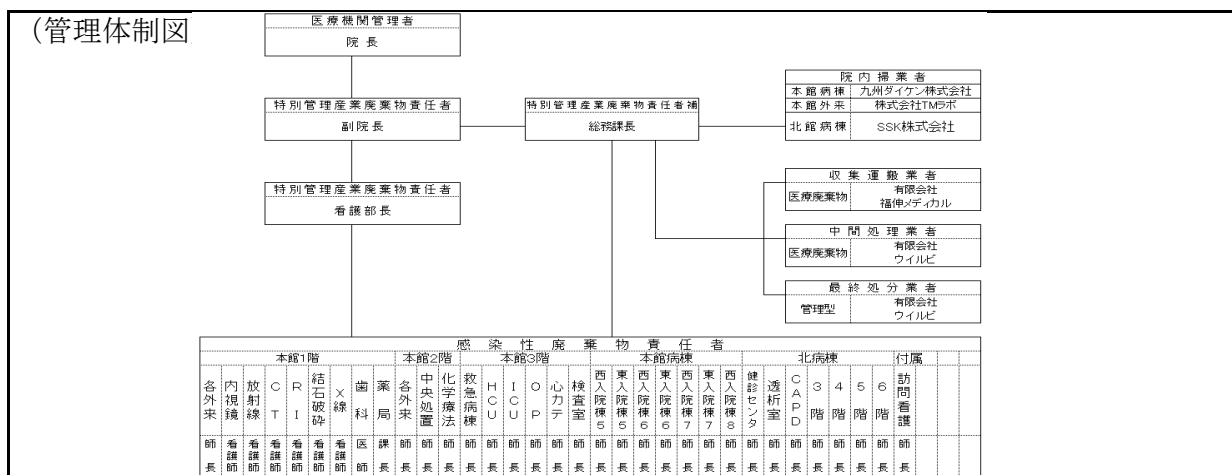 （管理体制図
医療機関管理者
院 長
特別管理産業廃棄物責任者
副院長
特別管理産業廃棄物責任者補
総務課長
院内掃業者
本館病棟 九州ダイケン株式会社
本館外来 株式会社TMラボ
北館病棟 SSK株式会社
特別管理産業廃棄物責任者
看護部長
収集運搬業者
医療廃棄物 有限会社
福伸メディカル
中間処理業者
医療廃棄物 有限会社
ウイルビ
最終処分業者
管理型 有限会社
ウイルビ
感染性廃棄物責任者
本館1階 本館2階 本館3階 本館病棟 北病棟 付属
各外来 師長
内視鏡 看護師
放射線 看護師
CT 看護師
RI 看護師
結石破砕 看護師
X線 看護師
歯科 医師
薬局 課長
各外来 師長
中央処置 師長
化学療法 師長
救急病棟 師長
HCU 師長
ICU 師長
OP 師長
心カテ 師長
検査室 師長
西入院棟5 師長
東入院棟5 師長
西入院棟6 師長
東入院棟6 師長
西入院棟7 師長
東入院棟7 師長
西入院棟8 師長
健診センタ 師長
透析室 師長
CAPD 師長
3階 師長
4階 師長
5階 師長
6階 師長
訪問看護 師長